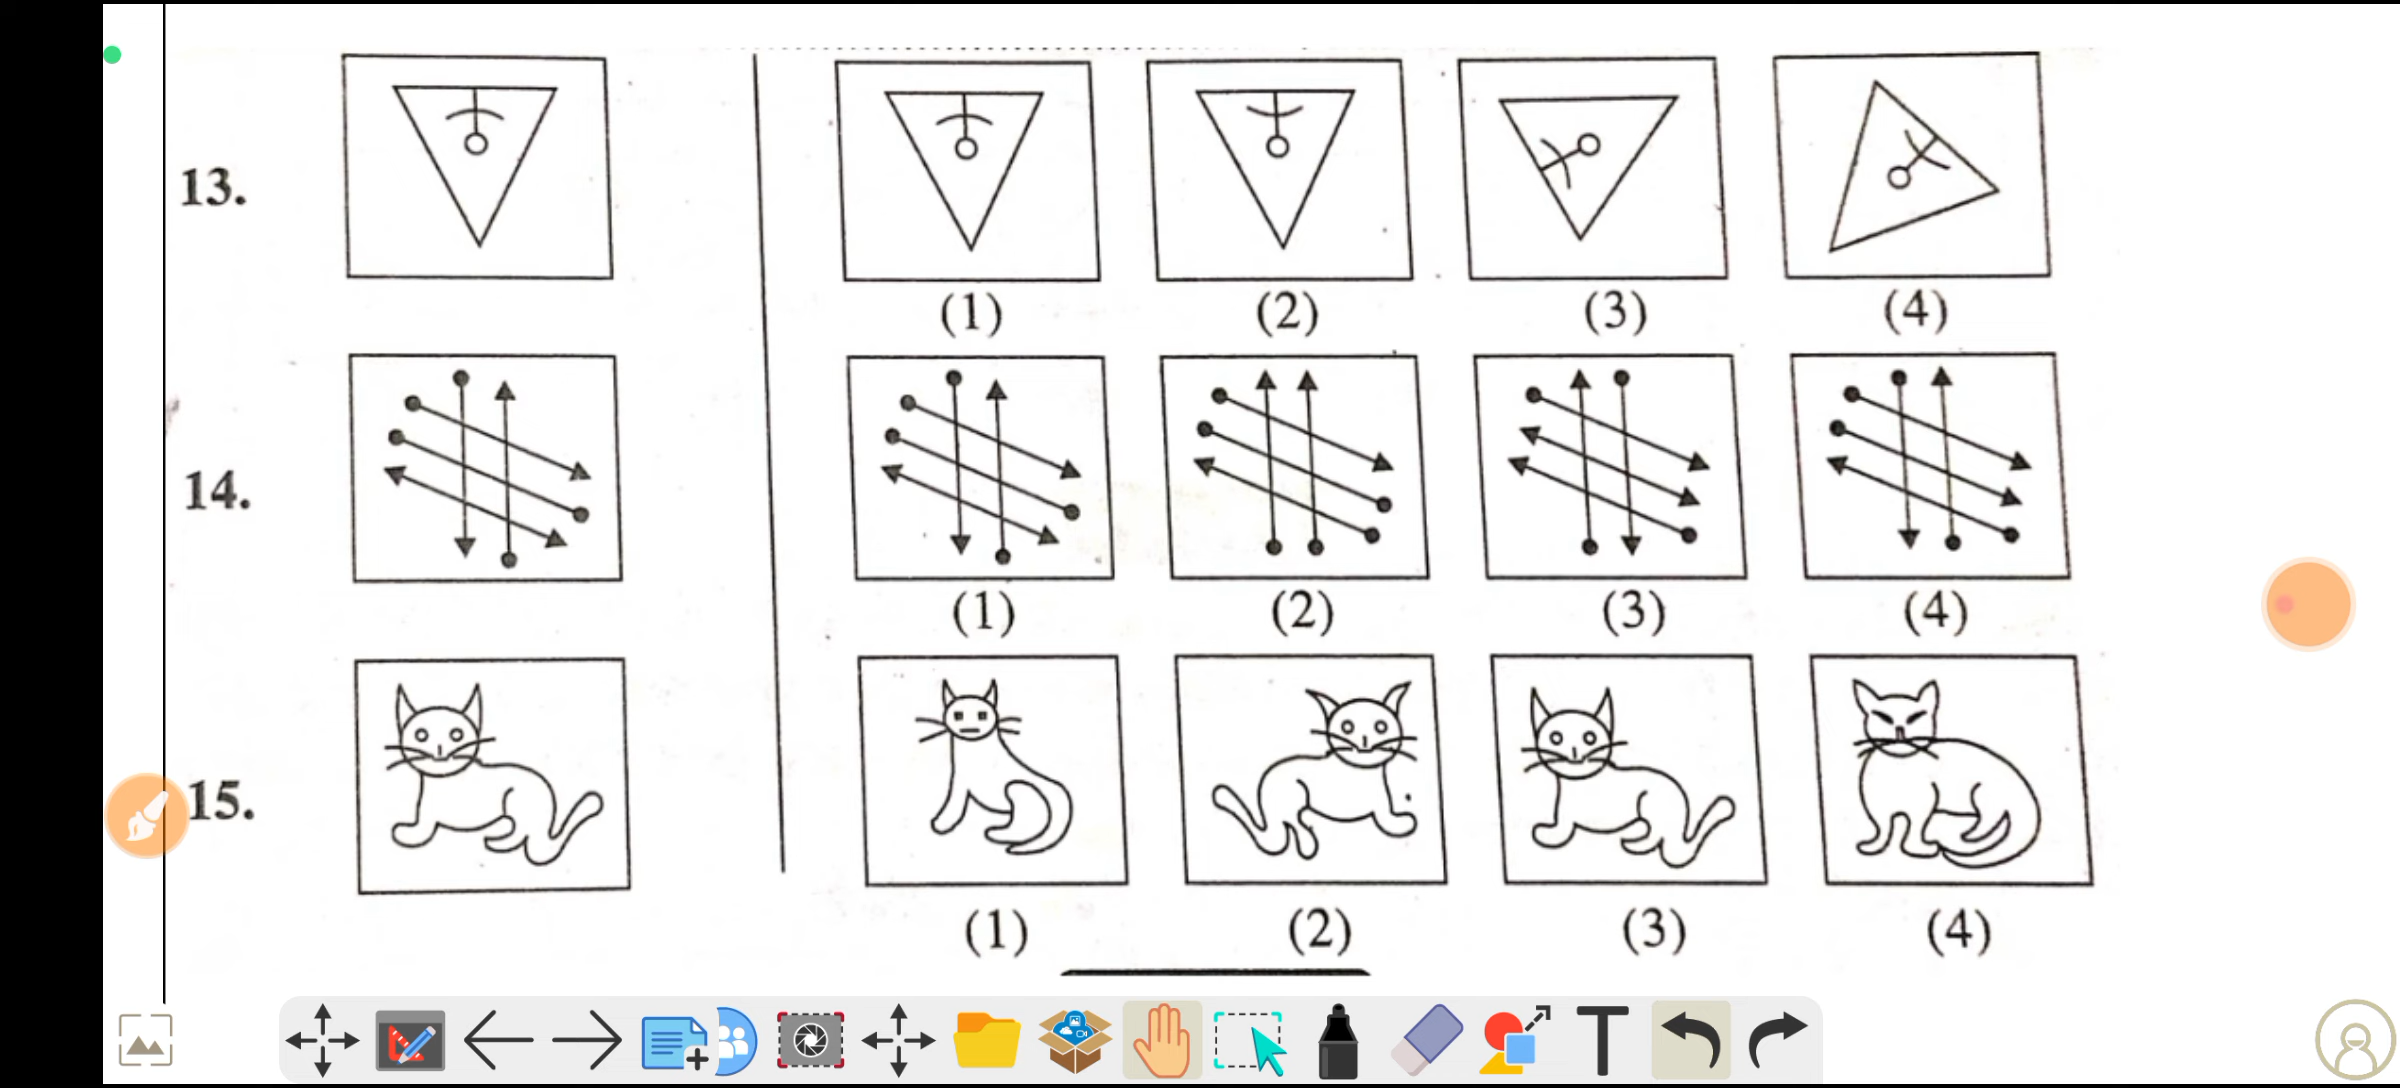 13.
(1) (2) (3) (4)
14.
(1) (2) (3) (4)
15.
(1) (2) (3) (4)
T